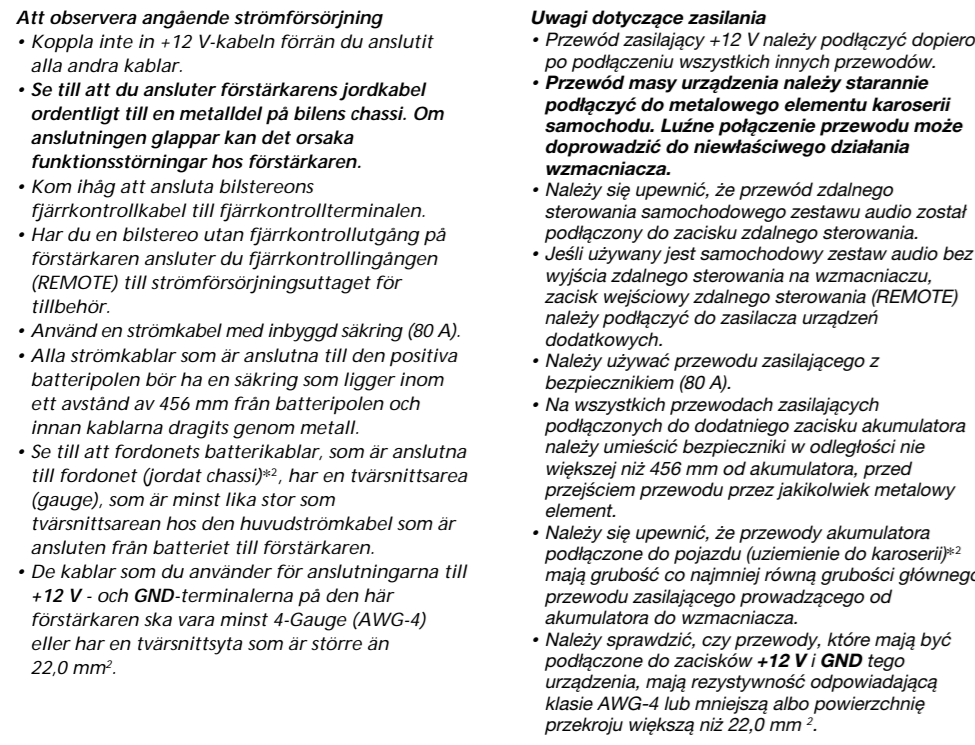 Att observera angående strömförsörjning
• Koppla inte in +12 V-kabeln förrän du anslutit
alla andra kablar.
• Se till att du ansluter förstärkarens jordkabel
ordentligt till en metalldel på bilens chassi. Om
anslutningen glappar kan det orsaka
funktionsstörningar hos förstärkaren.
• Kom ihåg att ansluta bilstereons
fjärrkontrollkabel till fjärrkontrollterminalen.
• Har du en bilstereo utan fjärrkontrollutgång på
förstärkaren ansluter du fjärrkontrollingången
(REMOTE) till strömförsörjningsuttaget för
tillbehör.
• Använd en strömkabel med inbyggd säkring (80 A).
• Alla strömkablar som är anslutna till den positiva
batteripolen bör ha en säkring som ligger inom
ett avstånd av 456 mm från batteripolen och
innan kablarna dragits genom metall.
• Se till att fordonets batterikablar, som är anslutna
till fordonet (jordat chassi)*², har en tvärsnittsarea
(gauge), som är minst lika stor som
tvärsnittsarean hos den huvudströmkabel som är
ansluten från batteriet till förstärkaren.
• De kablar som du använder för anslutningarna till
+12 V - och GND-terminalerna på den här
förstärkaren ska vara minst 4-Gauge (AWG-4)
eller har en tvärsnittsyta som är större än
22,0 mm².
Uwagi dotyczące zasilania
• Przewód zasilający +12 V należy podłączyć dopiero
po podłączeniu wszystkich innych przewodów.
• Przewód masy urządzenia należy starannie
podłączyć do metalowego elementu karoserii
samochodu. Luźne połączenie przewodu może
doprowadzić do niewłaściwego działania
wzmacniacza.
• Należy się upewnić, że przewód zdalnego
sterowania samochodowego zestawu audio został
podłączony do zacisku zdalnego sterowania.
• Jeśli używany jest samochodowy zestaw audio bez
wyjścia zdalnego sterowania na wzmacniaczu,
zacisk wejściowy zdalnego sterowania (REMOTE)
należy podłączyć do zasilacza urządzeń
dodatkowych.
• Należy używać przewodu zasilającego z
bezpiecznikiem (80 A).
• Na wszystkich przewodach zasilających
podłączonych do dodatniego zacisku akumulatora
należy umieścić bezpieczniki w odległości nie
większej niż 456 mm od akumulatora, przed
przejściem przewodu przez jakikolwiek metalowy
element.
• Należy się upewnić, że przewody akumulatora
podłączone do pojazdu (uziemienie do karoserii)*²
mają grubość co najmniej równą grubości głównego
przewodu zasilającego prowadzącego od
akumulatora do wzmacniacza.
• Należy sprawdzić, czy przewody, które mają być
podłączone do zacisków +12 V i GND tego
urządzenia, mają rezystywność odpowiadającą
klasie AWG-4 lub mniejszą albo powierzchnię
przekroju większą niż 22,0 mm ².